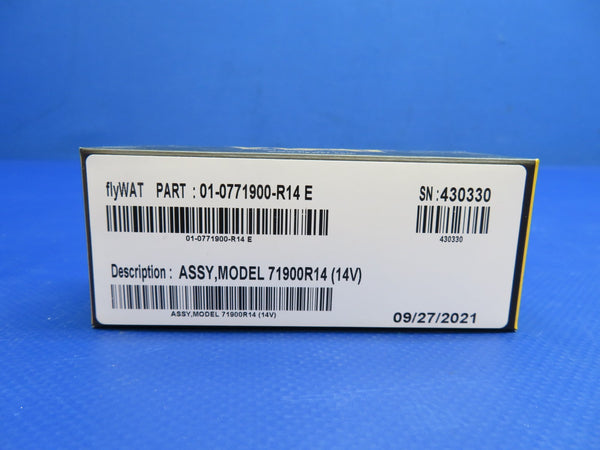 flyWAT PART : 01-0771900-R14 E
SN:430330
01-0771900-R14 E
430330
Description : ASSY,MODEL 71900R14 (14V)
ASSY,MODEL 71900R14 (14V)
09/27/2021